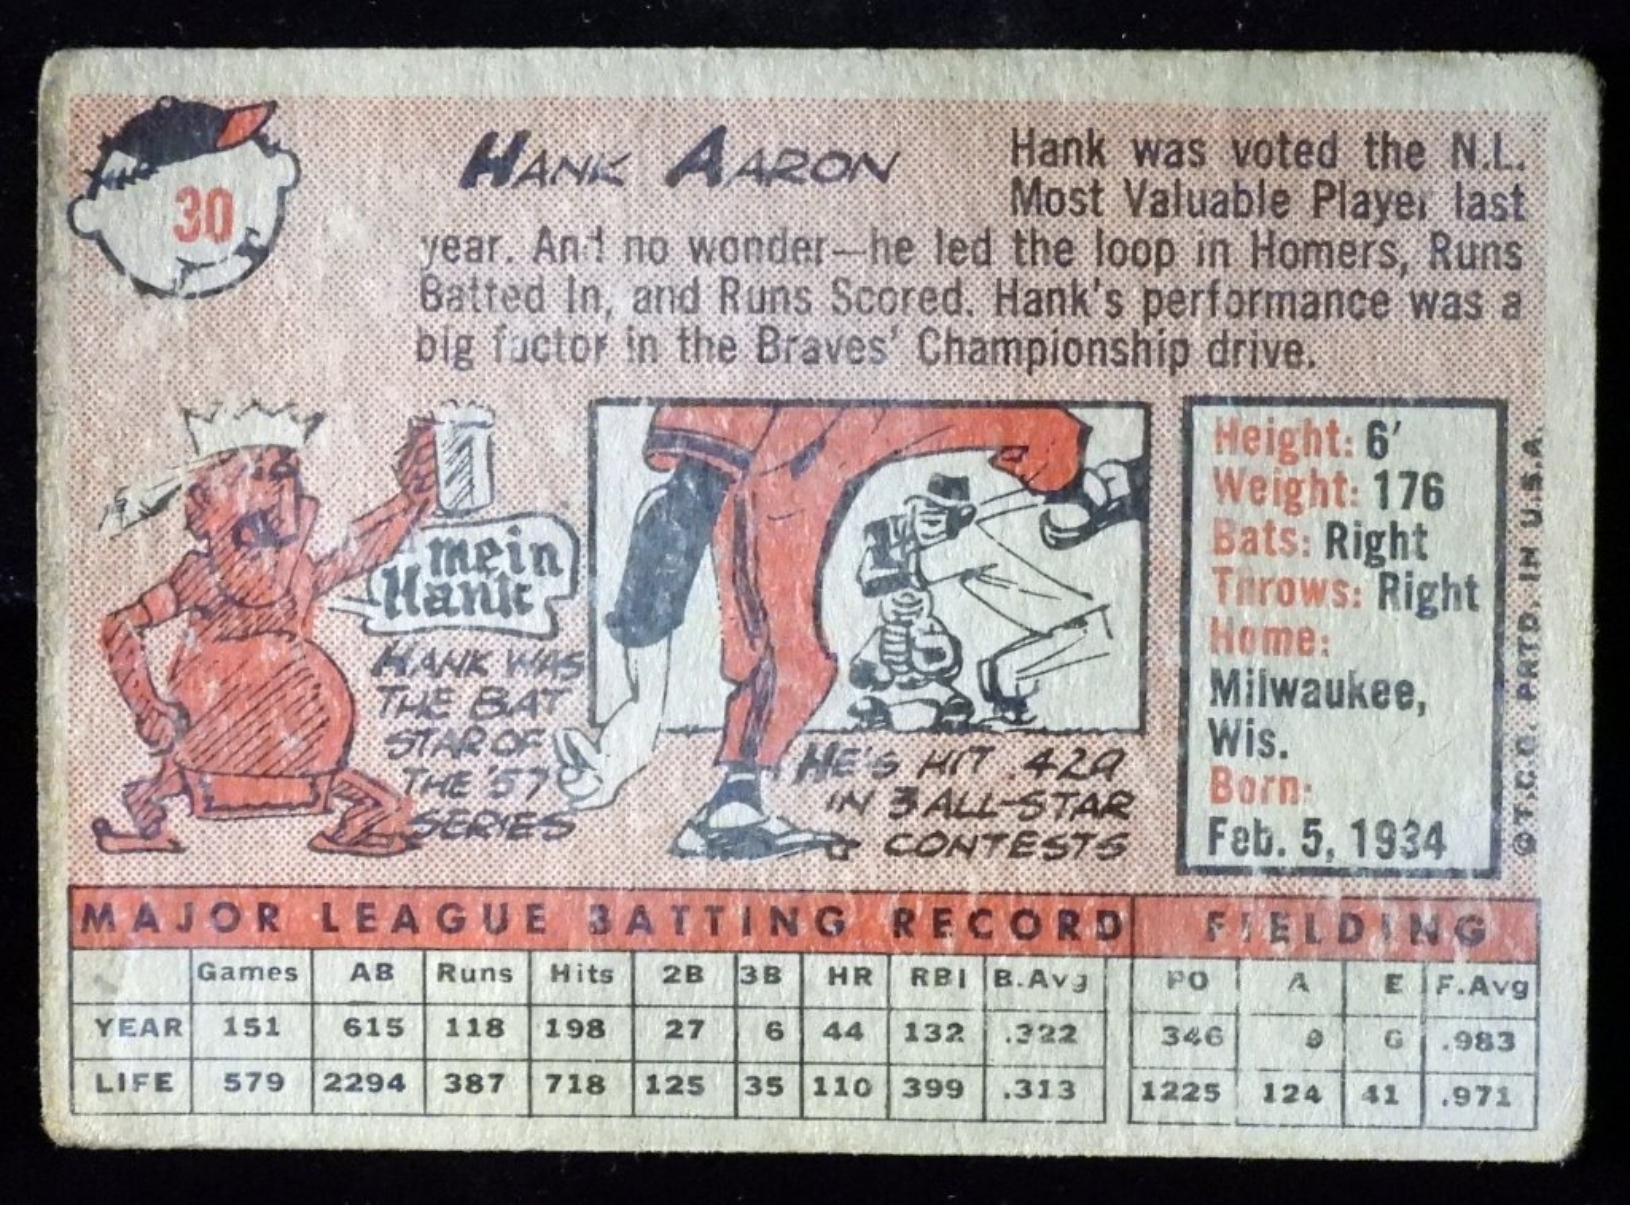 30
HANK AARON
Hank was voted the N.L.
Most Valuable Player last
year. And no wonder—he led the loop in Homers, Runs
Batted In, and Runs Scored. Hank's performance was a
big factor in the Braves' Championship drive.
mein
Hank
HANK WAS
THE BAT
STAR OF
THE '57
SERIES
HE'S HIT .429
IN 3 ALL-STAR
CONTESTS
Height: 6'
Weight: 176
Bats: Right
Throws: Right
Home:
Milwaukee,
Wis.
Born:
Feb. 5, 1934
©T.C.G. PRTD. IN U.S.A.
MAJOR LEAGUE BATTING RECORD FIELDING
Games AB Runs Hits 2B 3B HR RBI B.Avg PO A E F.Avg
YEAR 151 615 118 198 27 6 44 132 .322 346 9 6 .983
LIFE 579 2294 387 718 125 35 110 399 .313 1225 124 41 .971